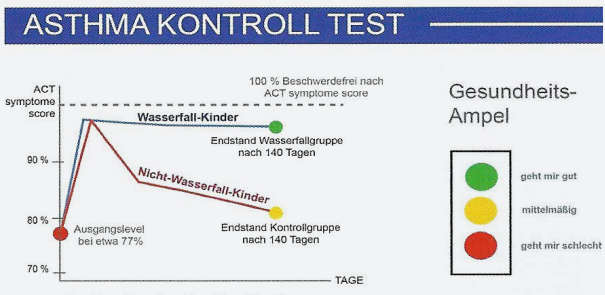 ASTHMA KONTROLL TEST
100 % Beschwerdefrei nach
ACT symptome score
ACT
symptome
score
Wasserfall-Kinder
Endstand Wasserfallgruppe
nach 140 Tagen
90 %
Nicht-Wasserfall-Kinder
80 %
Ausgangslevel
bei etwa 77%
Endstand Kontrollgruppe
nach 140 Tagen
70 %
TAGE
Gesundheits-
Ampel
geht mir gut
mittelmäßig
geht mir schlecht